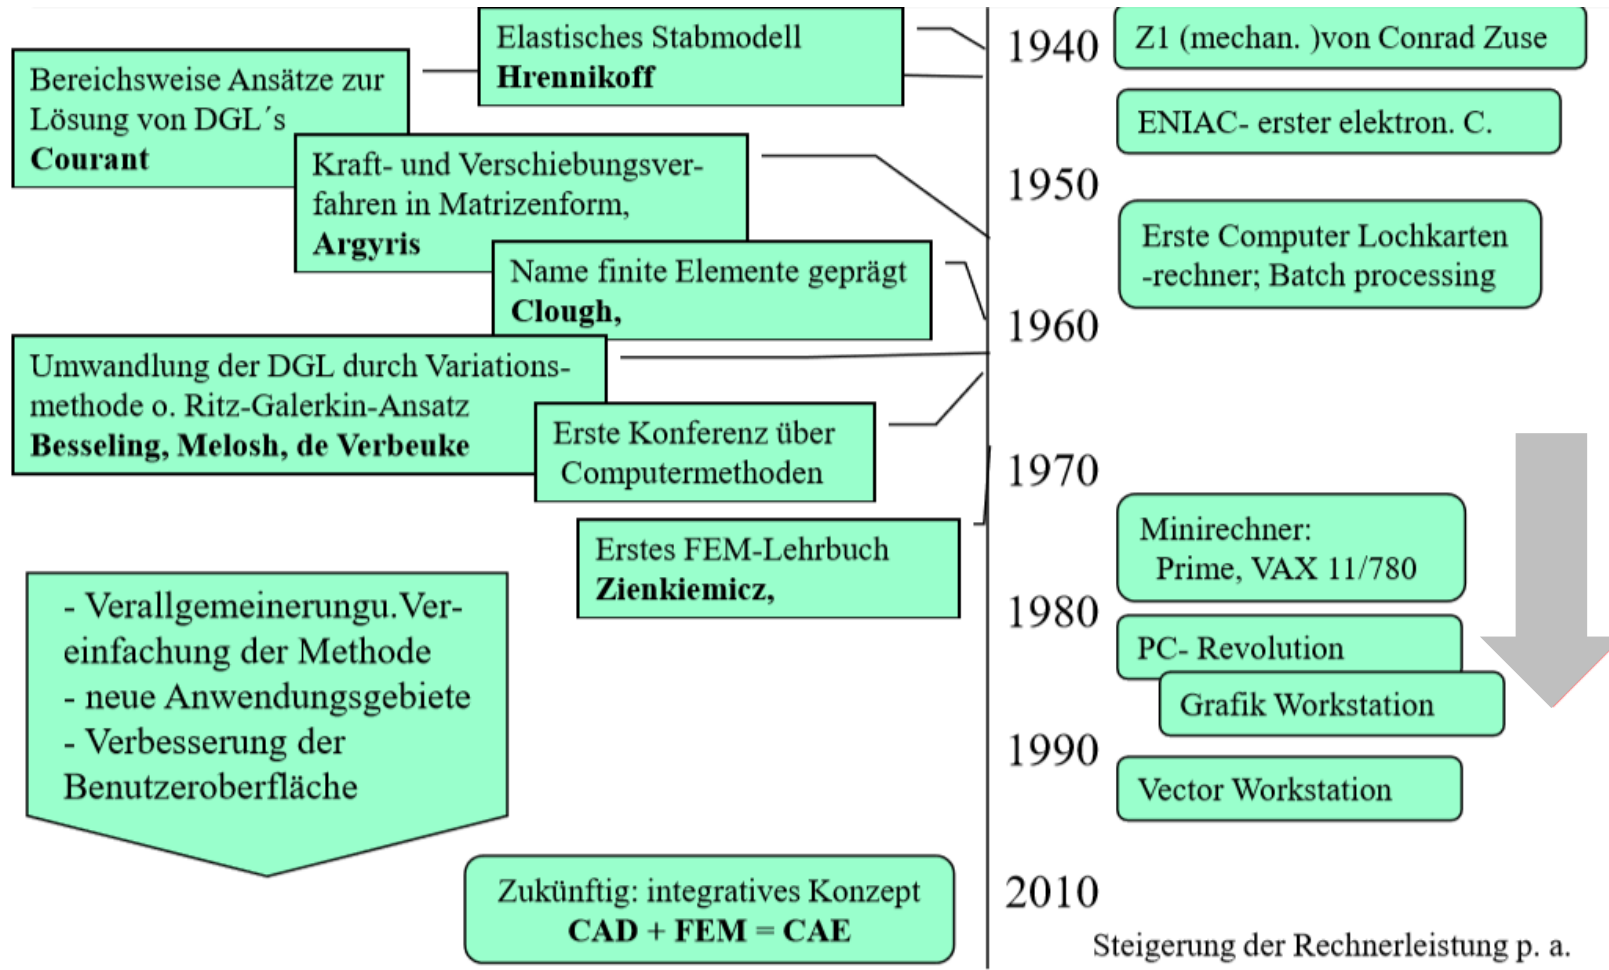 Elastisches Stabmodell
Hrennikoff
Bereichsweise Ansätze zur
Lösung von DGL´s
Courant
Kraft- und Verschiebungsver-
fahren in Matrizenform,
Argyris
Name finite Elemente geprägt
Clough,
Umwandlung der DGL durch Variations-
methode o. Ritz-Galerkin-Ansatz
Besseling, Melosh, de Verbeuke
Erste Konferenz über
Computermethoden
Erstes FEM-Lehrbuch
Zienkiemicz,
- Verallgemeinerungu.Ver-
einfachung der Methode
- neue Anwendungsgebiete
- Verbesserung der
Benutzeroberfläche
Zukünftig: integratives Konzept
CAD + FEM = CAE
1940
1950
1960
1970
1980
1990
2010
Z1 (mechan. )von Conrad Zuse
ENIAC- erster elektron. C.
Erste Computer Lochkarten
-rechner; Batch processing
Minirechner:
Prime, VAX 11/780
PC- Revolution
Grafik Workstation
Vector Workstation
Steigerung der Rechnerleistung p. a.